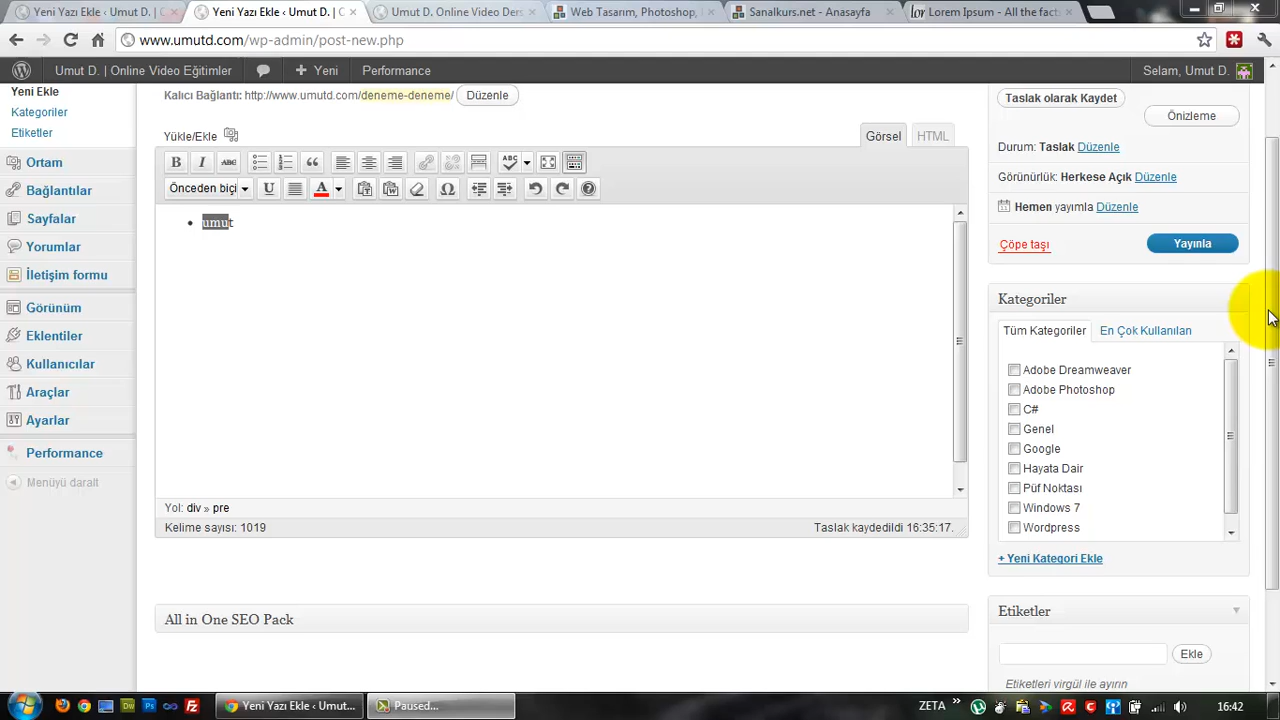 Yeni Yazı Ekle ‹ Umut D. | C
Yeni Yazı Ekle ‹ Umut D. | C
Umut D. Online Video Ders
Web Tasarım, Photoshop,
Sanalkurs.net - Anasayfa
Lorem Ipsum - All the fact
www.umutd.com/wp-admin/post-new.php
Umut D. | Online Video Eğitimler
Yeni
Performance
Selam, Umut D.
Yeni Ekle
Kategoriler
Etiketler
Ortam
Bağlantılar
Sayfalar
Yorumlar
İletişim formu
Görünüm
Eklentiler
Kullanıcılar
Araçlar
Ayarlar
Performance
Menüyü daralt
Kalıcı Bağlantı: http://www.umutd.com/deneme-deneme/ Düzenle
Yükle/Ekle
Görsel HTML
B I ABC ABC
Önceden biçi U A Ω
umut
Yol: div » pre
Kelime sayısı: 1019
Taslak kaydedildi 16:35:17.
All in One SEO Pack
Taslak olarak Kaydet
Önizleme
Durum: Taslak Düzenle
Görünürlük: Herkese Açık Düzenle
Hemen yayımla Düzenle
Çöpe taşı
Yayınla
Kategoriler
Tüm Kategoriler En Çok Kullanılan
Adobe Dreamweaver
Adobe Photoshop
C#
Genel
Google
Hayata Dair
Püf Noktası
Windows 7
Wordpress
+ Yeni Kategori Ekle
Etiketler
Ekle
Etiketleri virgül ile ayırın
Yeni Yazı Ekle ‹ Umut...
Paused...
ZETA
16:42